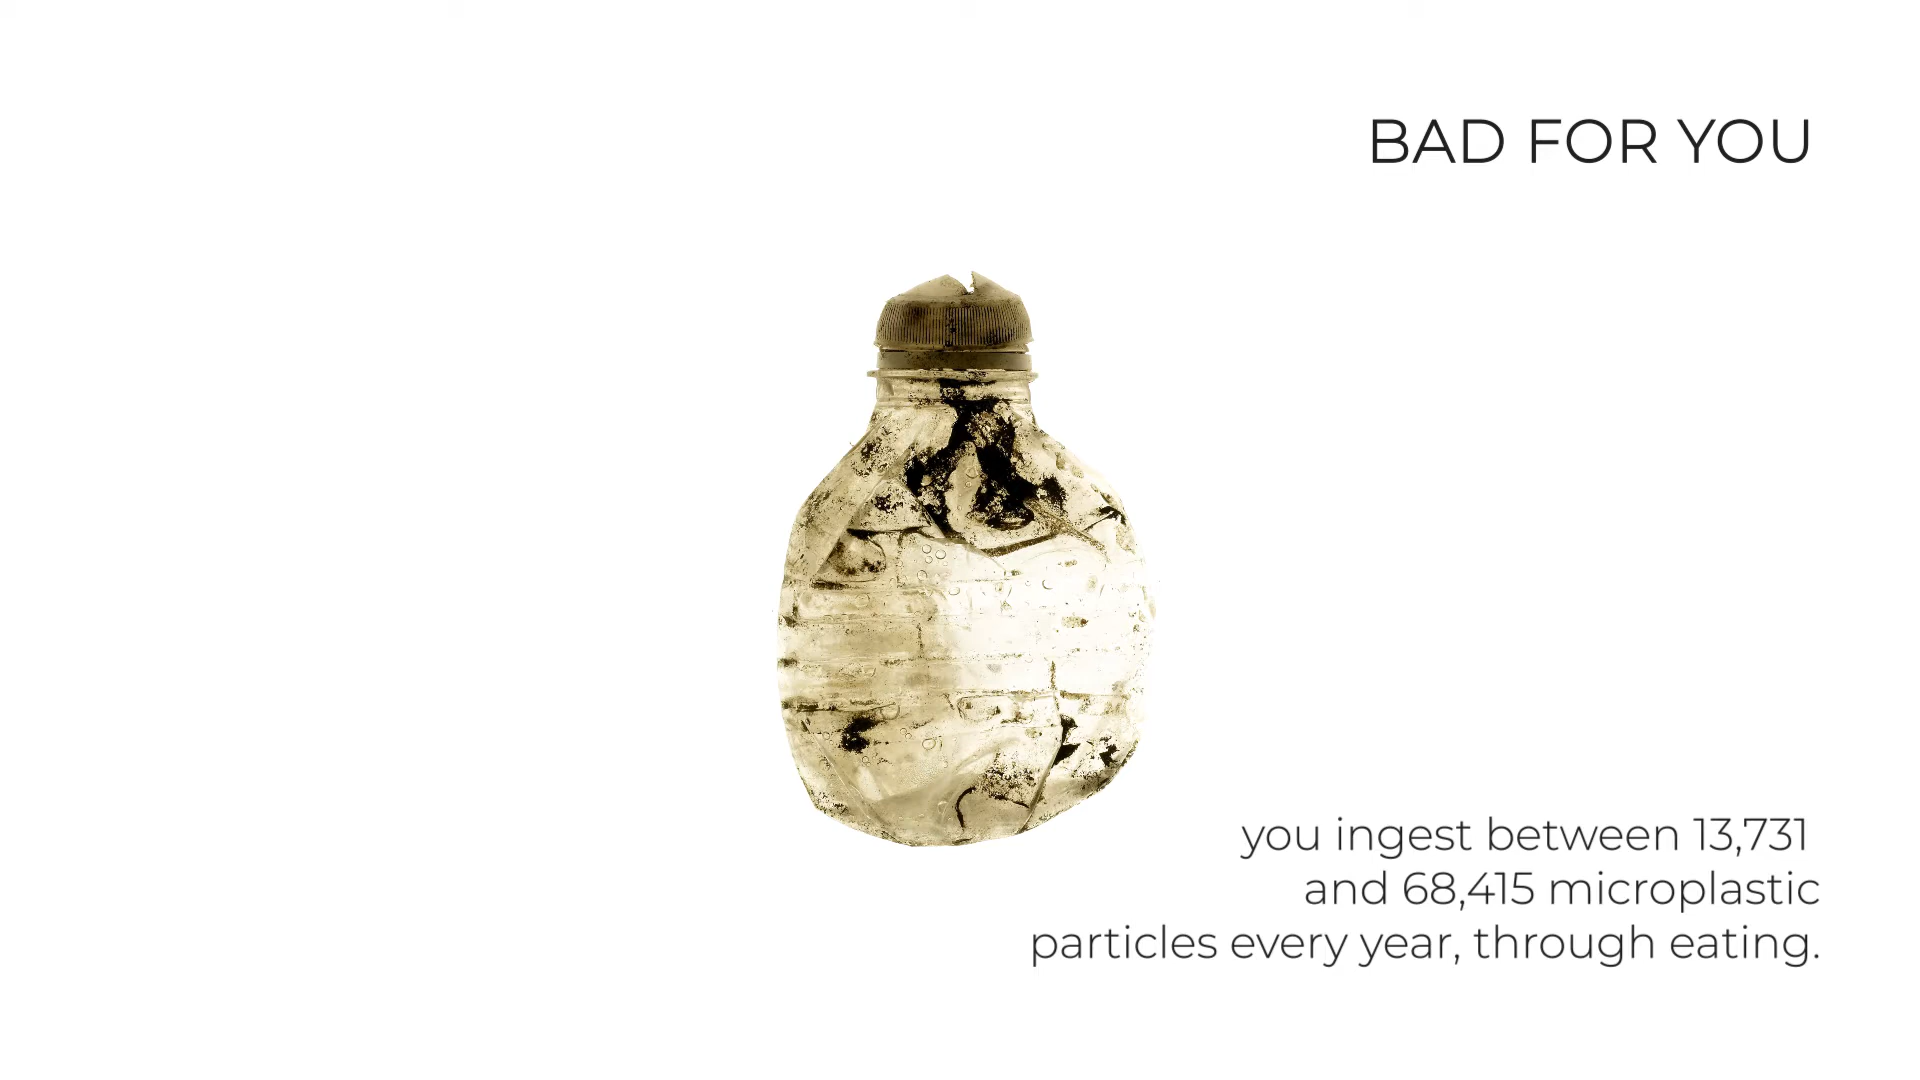 BAD FOR YOU
you ingest between 13,731
and 68,415 microplastic
particles every year, through eating.